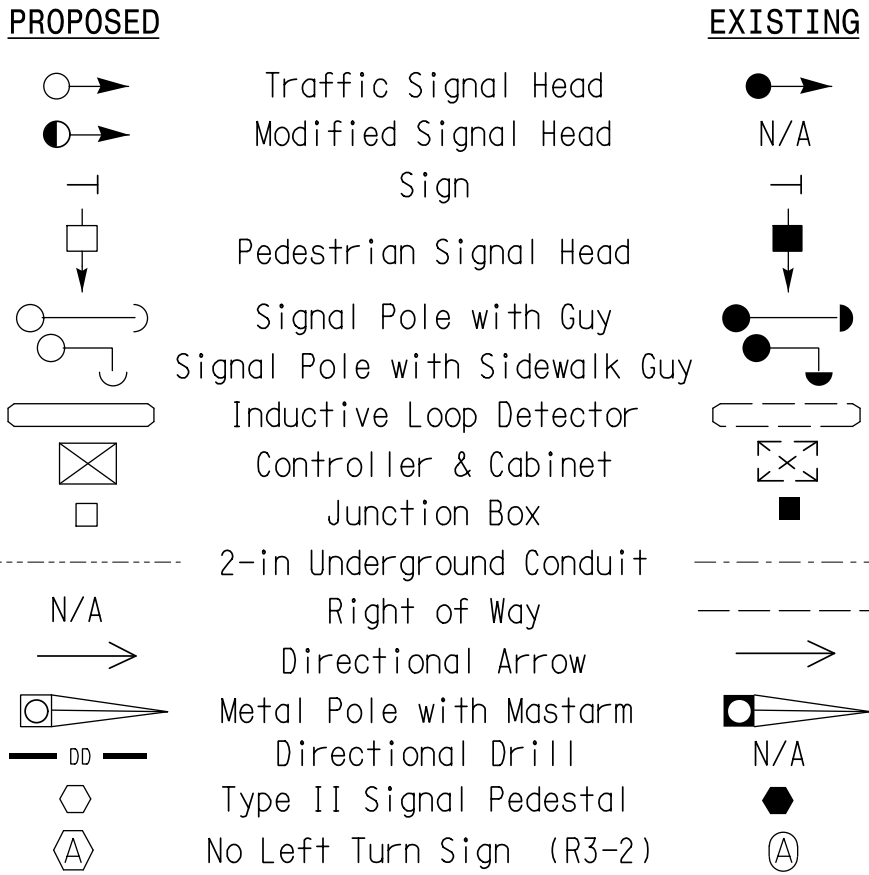 PROPOSED EXISTING
Traffic Signal Head
Modified Signal Head N/A
Sign
Pedestrian Signal Head
Signal Pole with Guy
Signal Pole with Sidewalk Guy
Inductive Loop Detector
Controller & Cabinet
Junction Box
2-in Underground Conduit
N/A Right of Way
Directional Arrow
Metal Pole with Mastarm
DD Directional Drill N/A
Type II Signal Pedestal
A No Left Turn Sign (R3-2) A